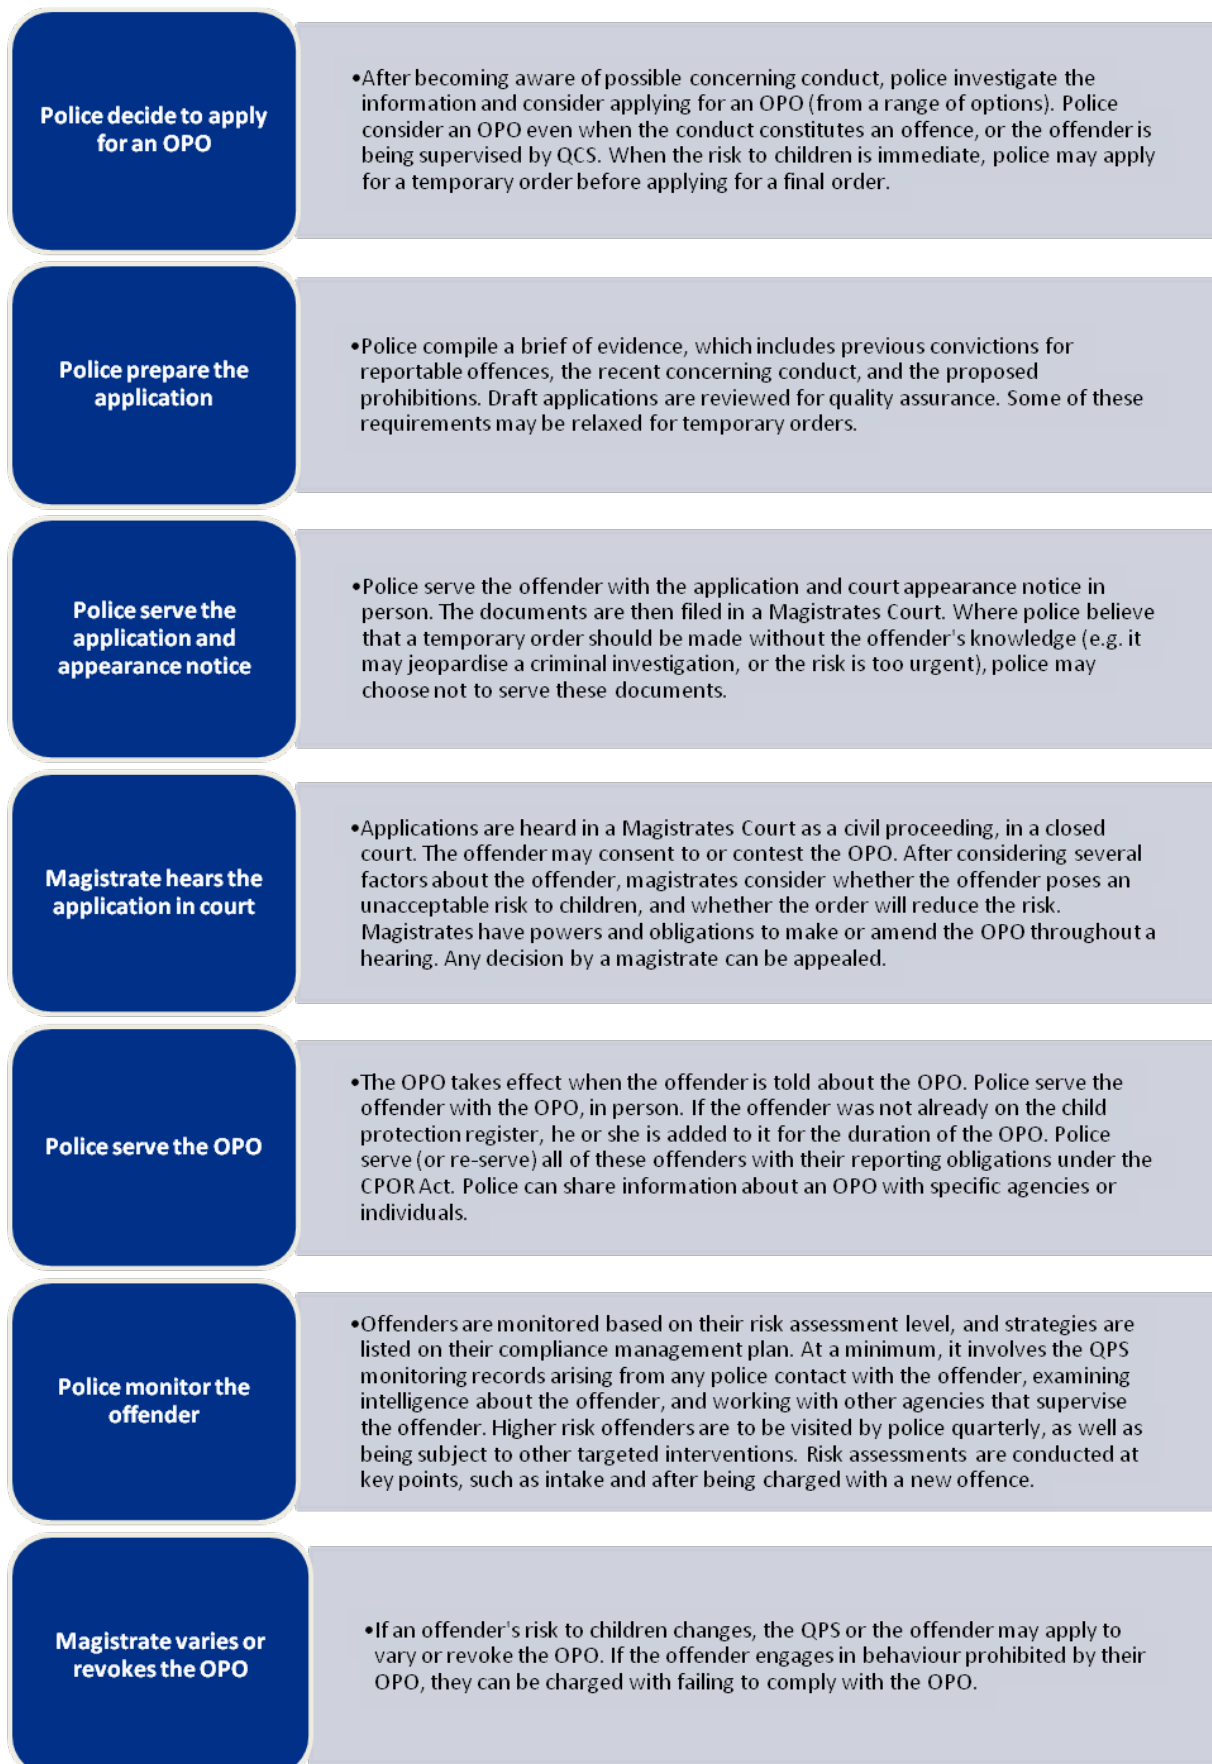 Police decide to apply
for an OPO
•After becoming aware of possible concerning conduct, police investigate the
information and consider applying for an OPO (from a range of options). Police
consider an OPO even when the conduct constitutes an offence, or the offender is
being supervised by QCS. When the risk to children is immediate, police may apply
for a temporary order before applying for a final order.
Police prepare the
application
•Police compile a brief of evidence, which includes previous convictions for
reportable offences, the recent concerning conduct, and the proposed
prohibitions. Draft applications are reviewed for quality assurance. Some of these
requirements may be relaxed for temporary orders.
Police serve the
application and
appearance notice
•Police serve the offender with the application and court appearance notice in
person. The documents are then filed in a Magistrates Court. Where police believe
that a temporary order should be made without the offender's knowledge (e.g. it
may jeopardise a criminal investigation, or the risk is too urgent), police may
choose not to serve these documents.
Magistrate hears the
application in court
•Applications are heard in a Magistrates Court as a civil proceeding, in a closed
court. The offender may consent to or contest the OPO. After considering several
factors about the offender, magistrates consider whether the offender poses an
unacceptable risk to children, and whether the order will reduce the risk.
Magistrates have powers and obligations to make or amend the OPO throughout a
hearing. Any decision by a magistrate can be appealed.
Police serve the OPO
•The OPO takes effect when the offender is told about the OPO. Police serve the
offender with the OPO, in person. If the offender was not already on the child
protection register, he or she is added to it for the duration of the OPO. Police
serve (or re-serve) all of these offenders with their reporting obligations under the
CPOR Act. Police can share information about an OPO with specific agencies or
individuals.
Police monitor the
offender
•Offenders are monitored based on their risk assessment level, and strategies are
listed on their compliance management plan. At a minimum, it involves the QPS
monitoring records arising from any police contact with the offender, examining
intelligence about the offender, and working with other agencies that supervise
the offender. Higher risk offenders are to be visited by police quarterly, as well as
being subject to other targeted interventions. Risk assessments are conducted at
key points, such as intake and after being charged with a new offence.
Magistrate varies or
revokes the OPO
•If an offender's risk to children changes, the QPS or the offender may apply to
vary or revoke the OPO. If the offender engages in behaviour prohibited by their
OPO, they can be charged with failing to comply with the OPO.